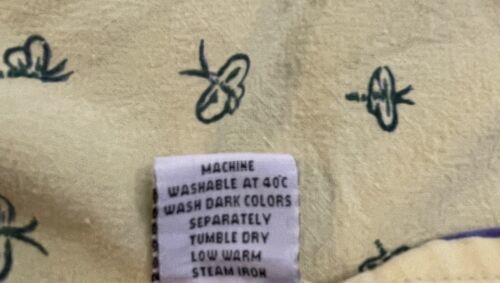 MACHINE
WASHABLE AT 40°C
WASH DARK COLORS
SEPARATELY
TUMBLE DRY
LOW WARM
STEAM IRON